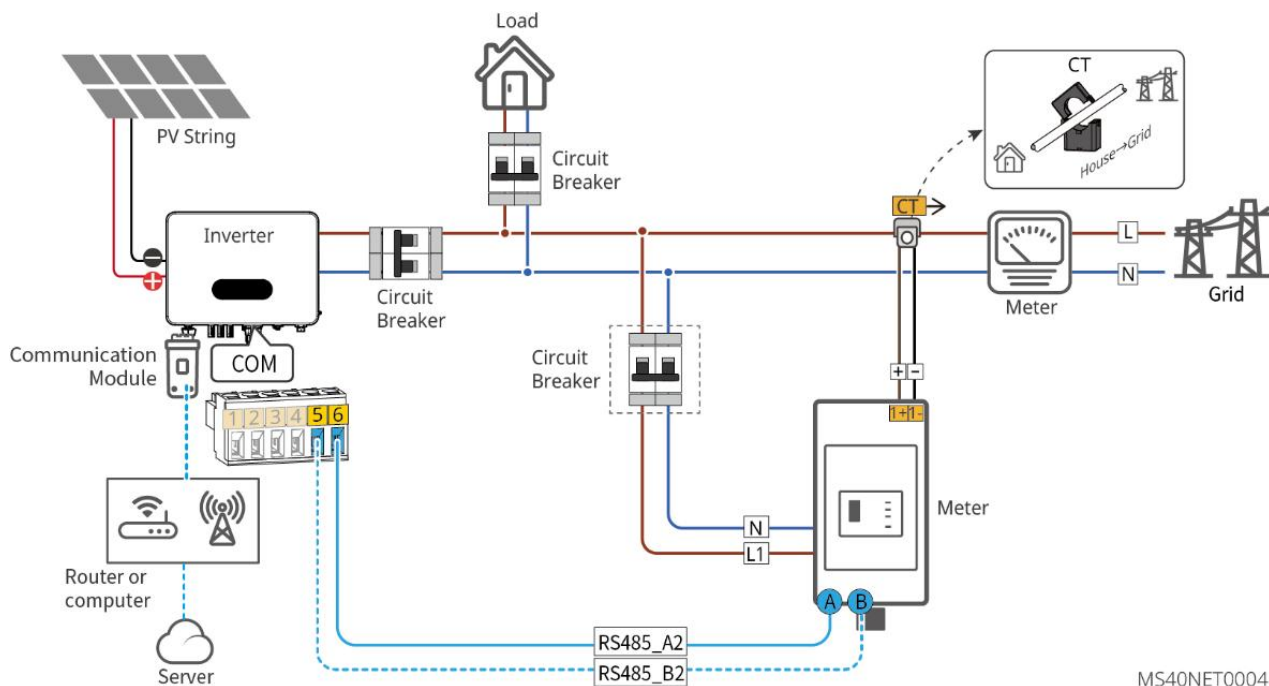 Load
CT
House→Grid
PV String
Circuit
Breaker
CT
Inverter
L
N
Circuit
Breaker
Meter
Grid
Communication
Module
COM
Circuit
Breaker
+ -
1 2 3 4 5 6
1+ 1-
Meter
N
L1
Router or
computer
A B
RS485_A2
RS485_B2
Server
MS40NET0004